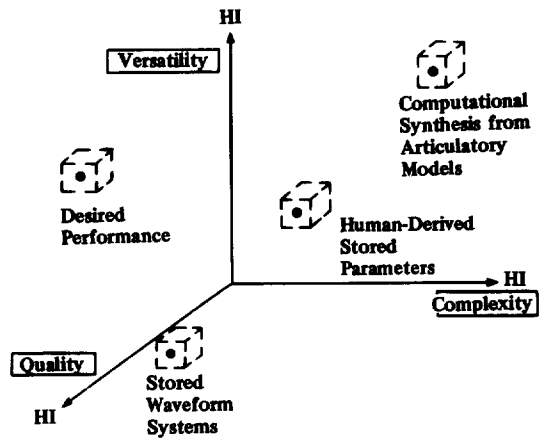 HI
Versatility
Computational
Synthesis from
Articulatory
Models
Desired
Performance
Human-Derived
Stored
Parameters
HI
Complexity
Quality
HI
Stored
Waveform
Systems